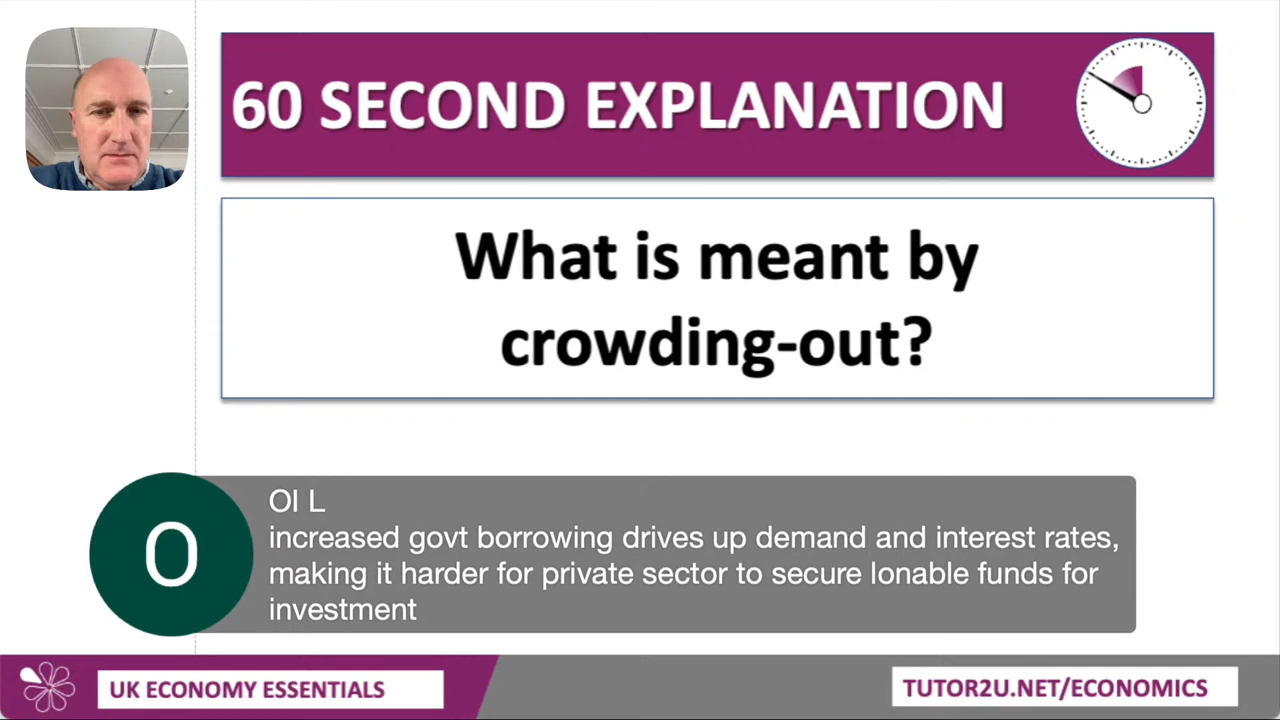 60 SECOND EXPLANATION
What is meant by
crowding-out?
O
OI L
increased govt borrowing drives up demand and interest rates,
making it harder for private sector to secure lonable funds for
investment
UK ECONOMY ESSENTIALS
TUTOR2U.NET/ECONOMICS